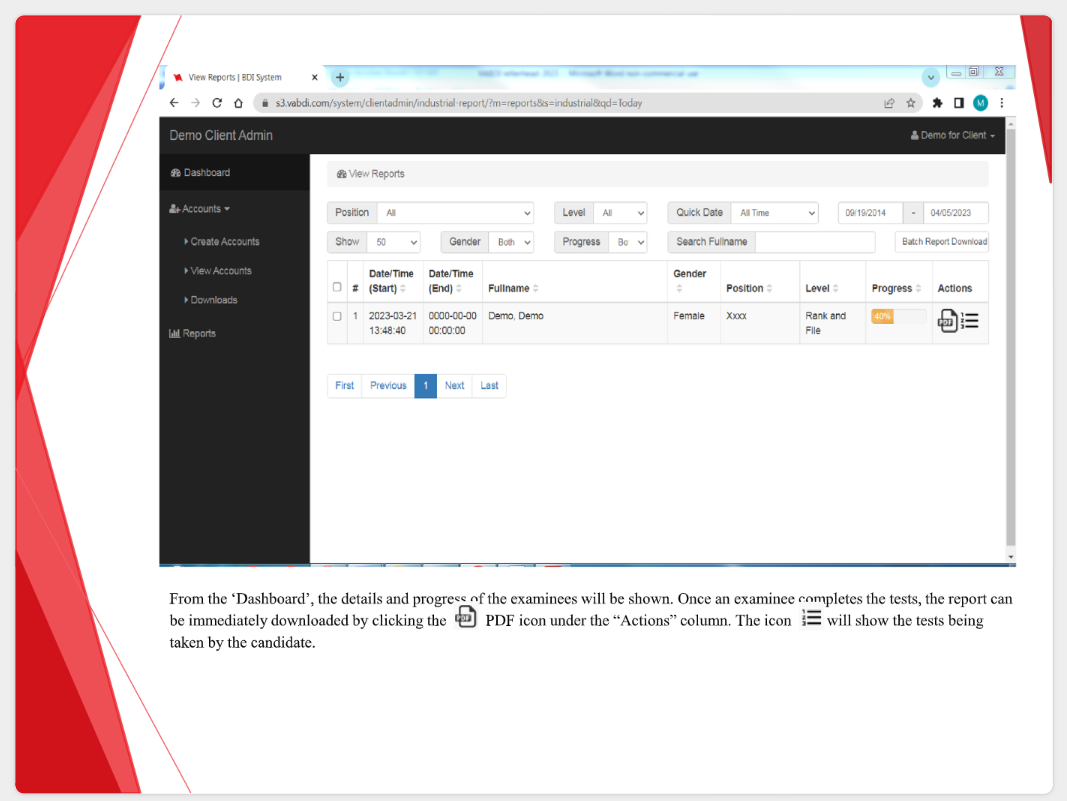 View Reports | BDI System
s3.vabdi.com/system/clientadmin/industrial-report/?m=reports&s=industrial&qd=Today
M
Demo Client Admin
Demo for Client
Dashboard
View Reports
Accounts
Create Accounts
View Accounts
Downloads
Reports
Position All Level All Quick Date All Time 09/19/2014 - 04/05/2023
Show 50 Gender Both Progress Bo Search Fullname Batch Report Download
# Date/Time (Start) Date/Time (End) Fullname Gender Position Level Progress Actions
1 2023-03-21 0000-00-00 Demo, Demo Female Xxxx Rank and 40% PDF
13:48:40 00:00:00 File
First Previous 1 Next Last
From the ‘Dashboard’, the details and progress of the examinees will be shown. Once an examinee completes the tests, the report can
be immediately downloaded by clicking the PDF PDF icon under the “Actions” column. The icon will show the tests being
taken by the candidate.